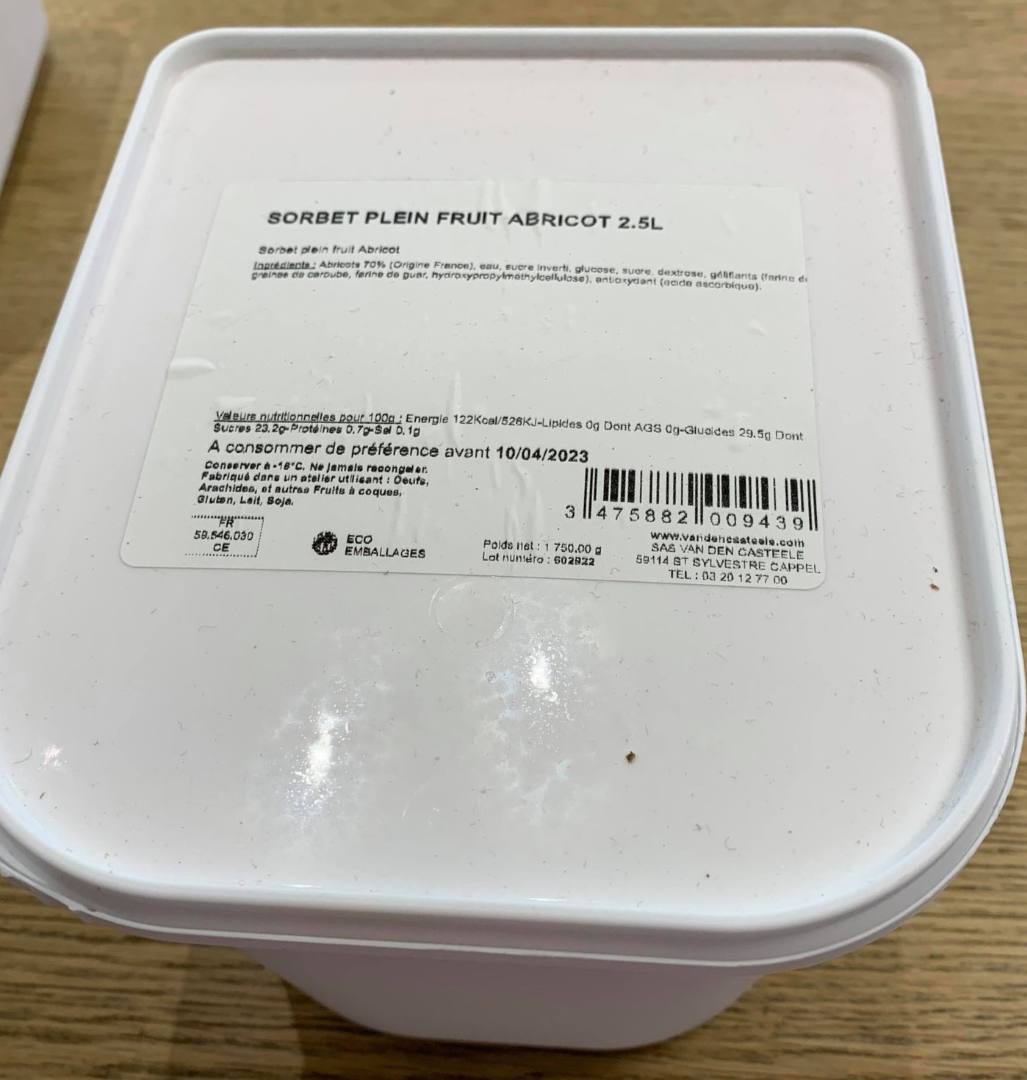 SORBET PLEIN FRUIT ABRICOT 2.5L
Sorbet plein fruit Abricot
Ingrédients : Abricots 70% (Origine France), eau, sucre inverti, glucose, sucre, dextrose, gélifiants (farine de
graines de caroube, farine de guar, hydroxypropylméthylcellulose), antioxydant (acide ascorbique).
Valeurs nutritionnelles pour 100g : Energie 122Kcal/526KJ-Lipides 0g Dont AGS 0g-Glucides 29.5g Dont
Sucres 23.2g-Protéines 0.7g-Sel 0.1g
A consommer de préférence avant 10/04/2023
Conserver à -18°C. Ne jamais recongeler.
Fabriqué dans un atelier utilisant : Oeufs,
Arachides, et autres Fruits à coques,
Gluten, Lait, Soja.
3 475882 009439
FR
59.546.030
CE
ECO
EMBALLAGES
Poids net : 1 750.00 g
Lot numéro : 602922
www.vandencasteele.com
SAS VAN DEN CASTEELE
59114 ST SYLVESTRE CAPPEL
TEL : 03 20 12 77 00